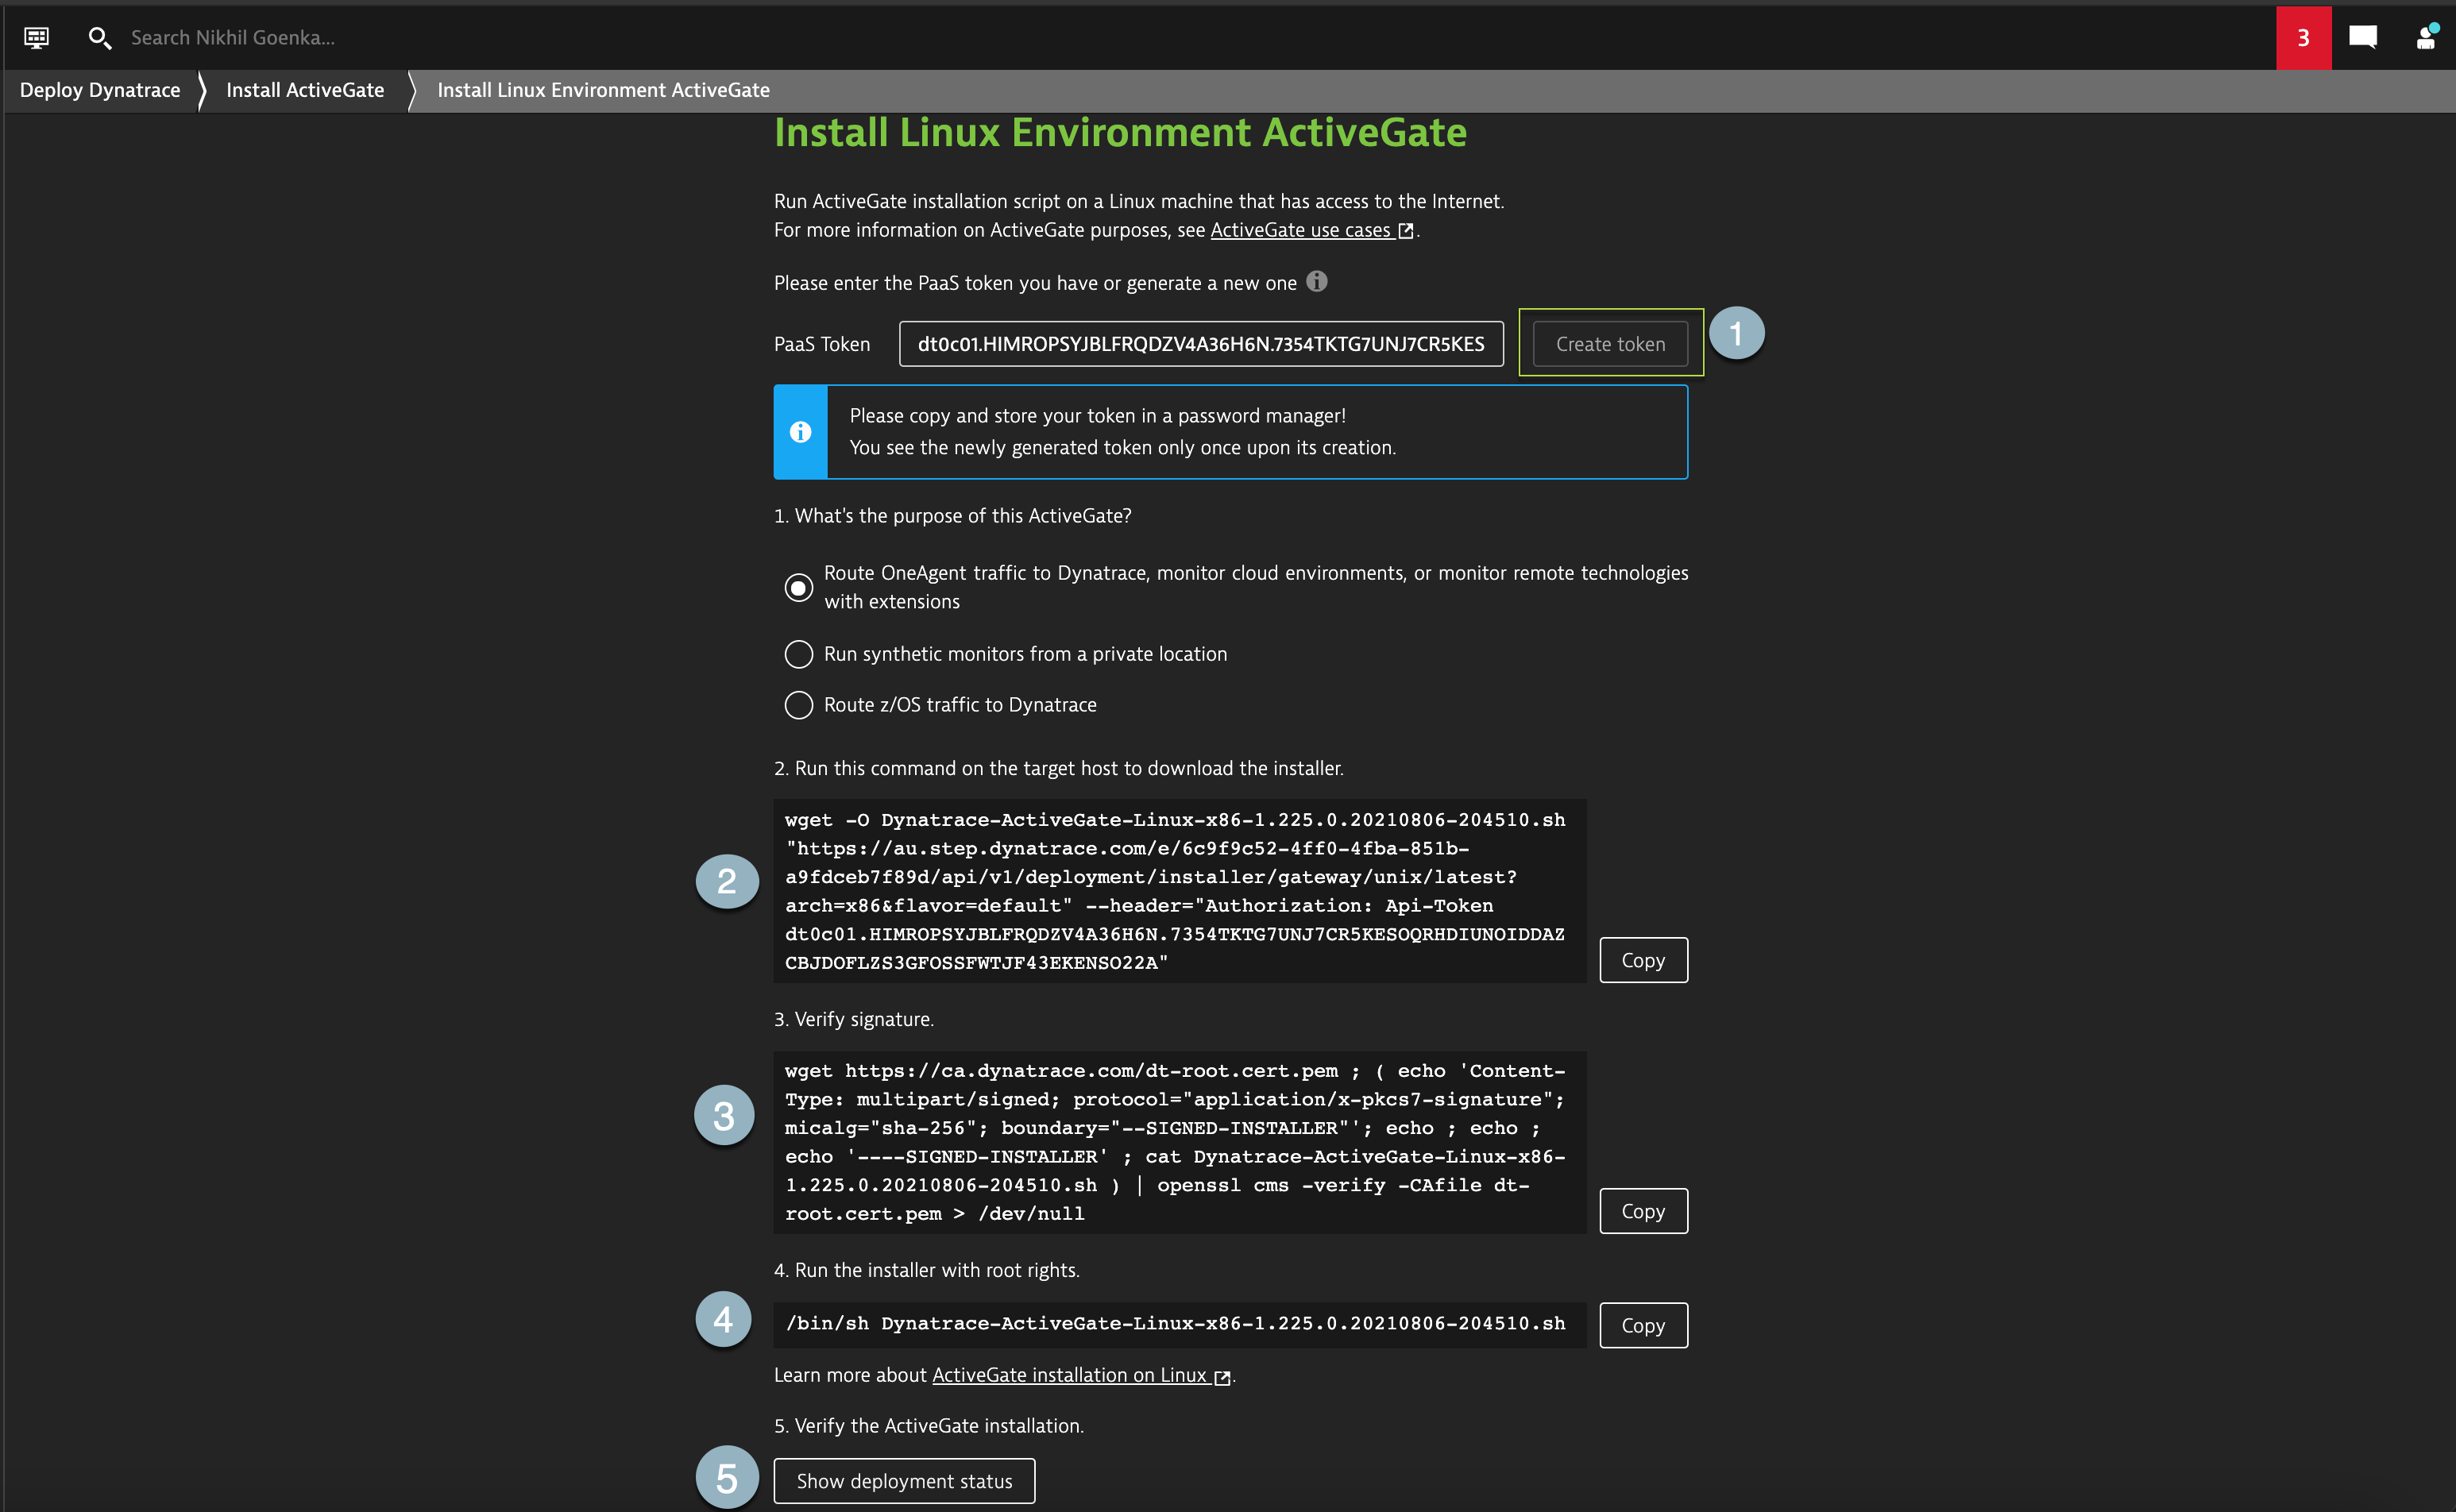 Search Nikhil Goenka...
3
Deploy Dynatrace
Install ActiveGate
Install Linux Environment ActiveGate
Install Linux Environment ActiveGate
Run ActiveGate installation script on a Linux machine that has access to the Internet.
For more information on ActiveGate purposes, see ActiveGate use cases .
Please enter the PaaS token you have or generate a new one
PaaS Token
dt0c01.HIMROPSYJBLFRQDZV4A36H6N.7354TKTG7UNJ7CR5KES
Create token
1
Please copy and store your token in a password manager!
You see the newly generated token only once upon its creation.
1. What's the purpose of this ActiveGate?
Route OneAgent traffic to Dynatrace, monitor cloud environments, or monitor remote technologies
with extensions
Run synthetic monitors from a private location
Route z/OS traffic to Dynatrace
2. Run this command on the target host to download the installer.
2
wget -O Dynatrace-ActiveGate-Linux-x86-1.225.0.20210806-204510.sh
"https://au.step.dynatrace.com/e/6c9f9c52-4ff0-4fba-851b-
a9fdceb7f89d/api/v1/deployment/installer/gateway/unix/latest?
arch=x86&flavor=default" --header="Authorization: Api-Token
dt0c01.HIMROPSYJBLFRQDZV4A36H6N.7354TKTG7UNJ7CR5KESOQRHDIUNOIDDAZ
CBJDOFLZS3GFOSSFWTJF43EKENSO22A"
Copy
3. Verify signature.
3
wget https://ca.dynatrace.com/dt-root.cert.pem ; ( echo 'Content-
Type: multipart/signed; protocol="application/x-pkcs7-signature";
micalg="sha-256"; boundary="--SIGNED-INSTALLER"'; echo ; echo ;
echo '----SIGNED-INSTALLER' ; cat Dynatrace-ActiveGate-Linux-x86-
1.225.0.20210806-204510.sh ) | openssl cms -verify -CAfile dt-
root.cert.pem > /dev/null
Copy
4. Run the installer with root rights.
4
/bin/sh Dynatrace-ActiveGate-Linux-x86-1.225.0.20210806-204510.sh
Copy
Learn more about ActiveGate installation on Linux .
5. Verify the ActiveGate installation.
5
Show deployment status